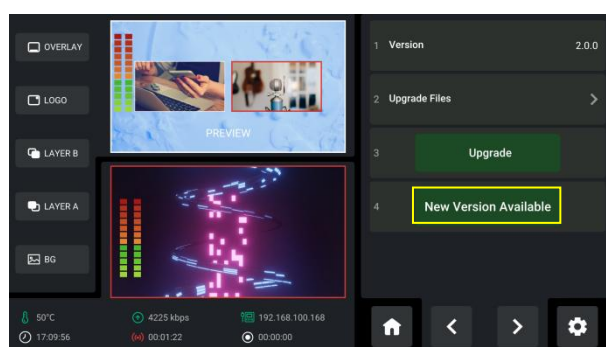 OVERLAY
LOGO
LAYER B
LAYER A
BG
PREVIEW
50°C
4225 kbps
192.168.100.168
17:09:56
00:01:22
00:00:00
1 Version 2.0.0
2 Upgrade Files
3 Upgrade
4 New Version Available